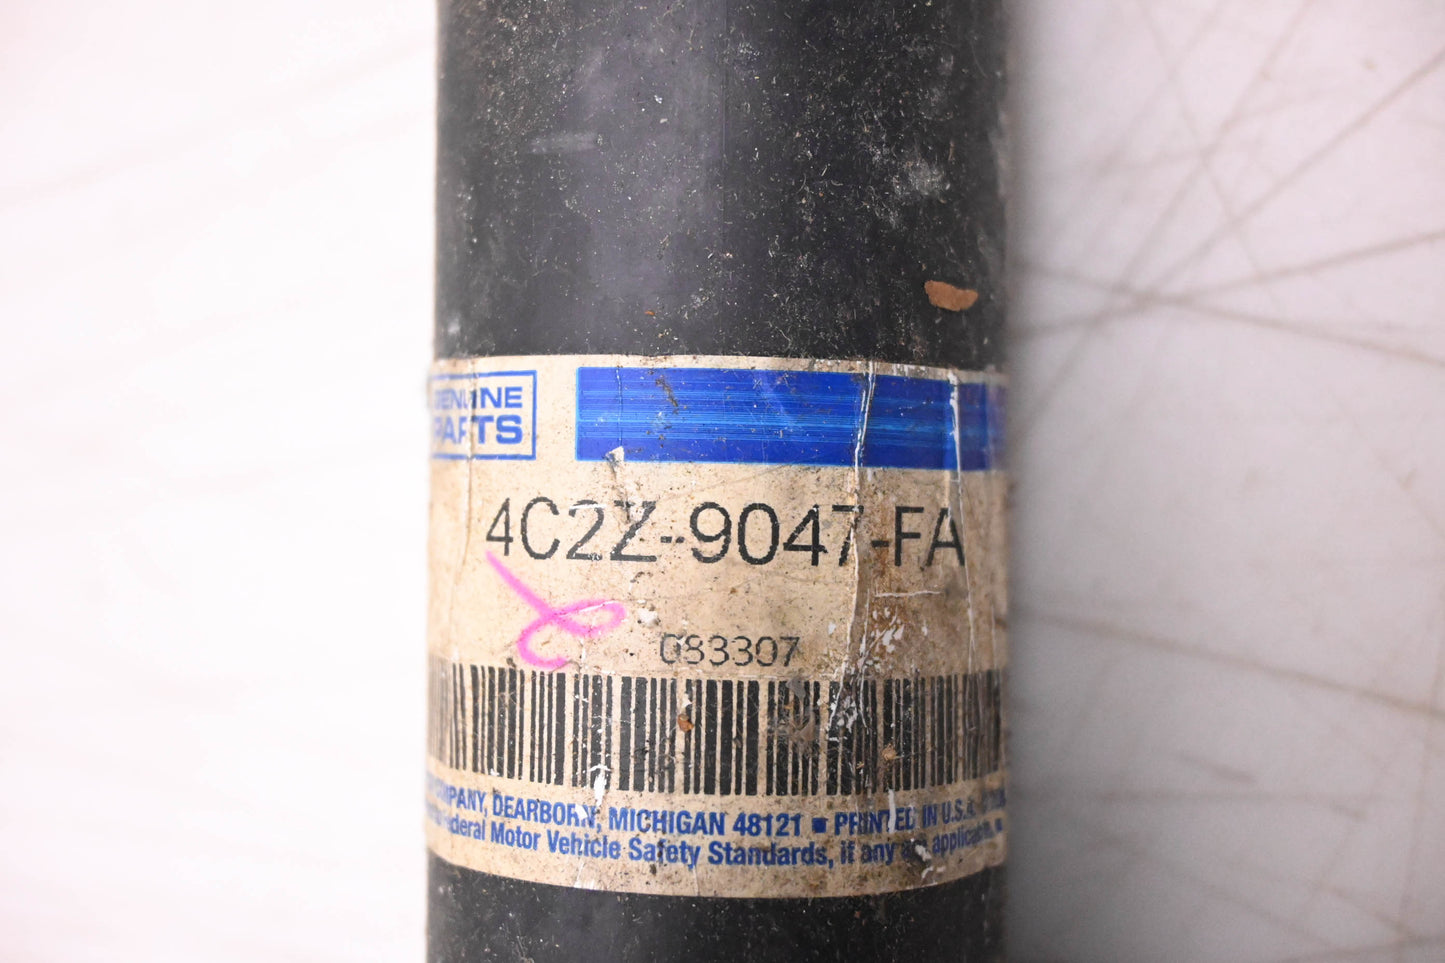 GENUINE
PARTS
4C2Z-9047-FA
083307
COMPANY, DEARBORN, MICHIGAN 48121 ■ PRINTED IN U.S.A.
Federal Motor Vehicle Safety Standards, if any are applicable.